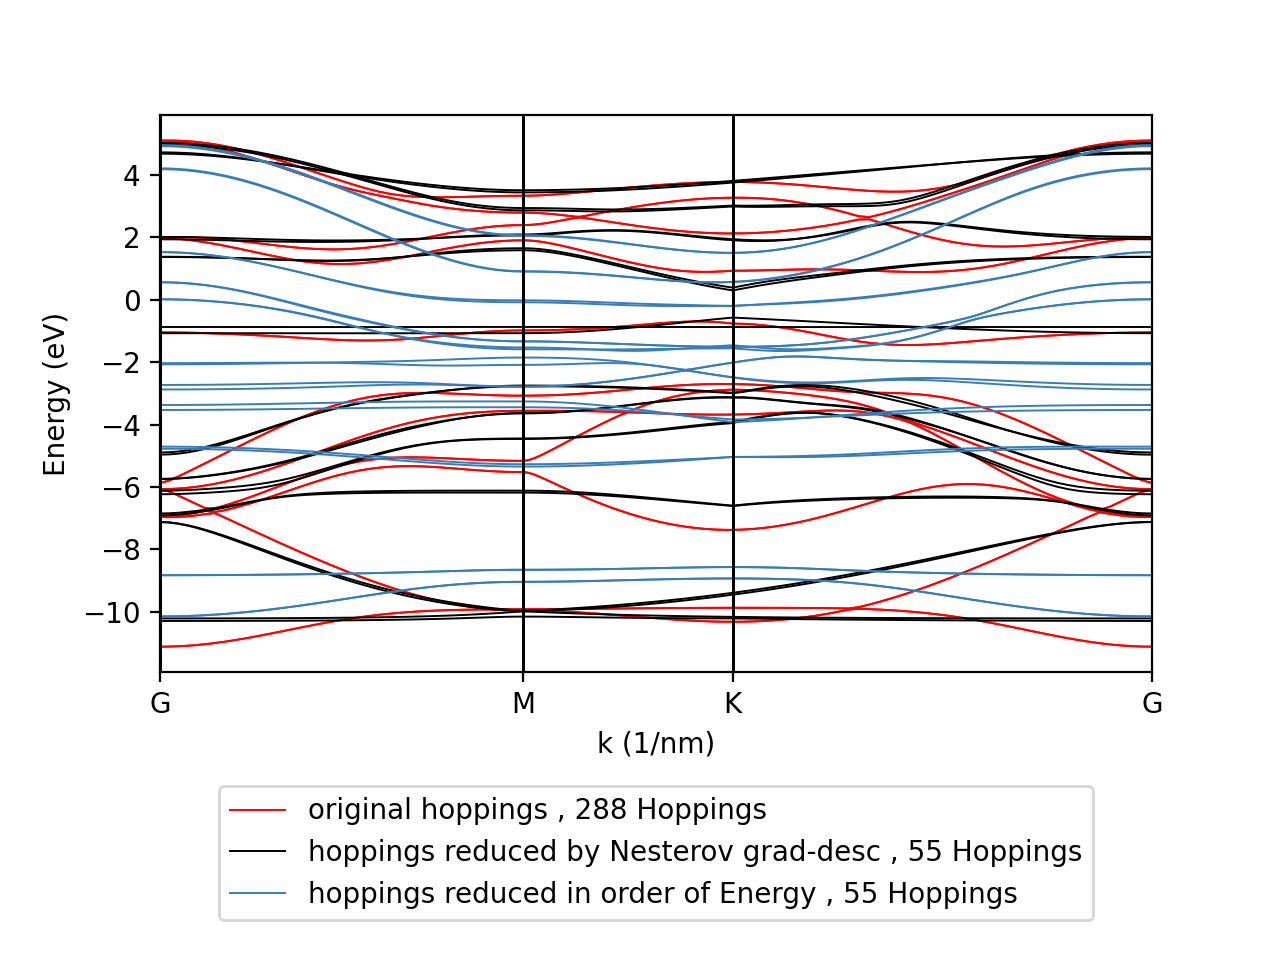 4
2
0
−2
−4
−6
−8
−10
Energy (eV)
G M K G
k (1/nm)
original hoppings , 288 Hoppings
hoppings reduced by Nesterov grad-desc , 55 Hoppings
hoppings reduced in order of Energy , 55 Hoppings